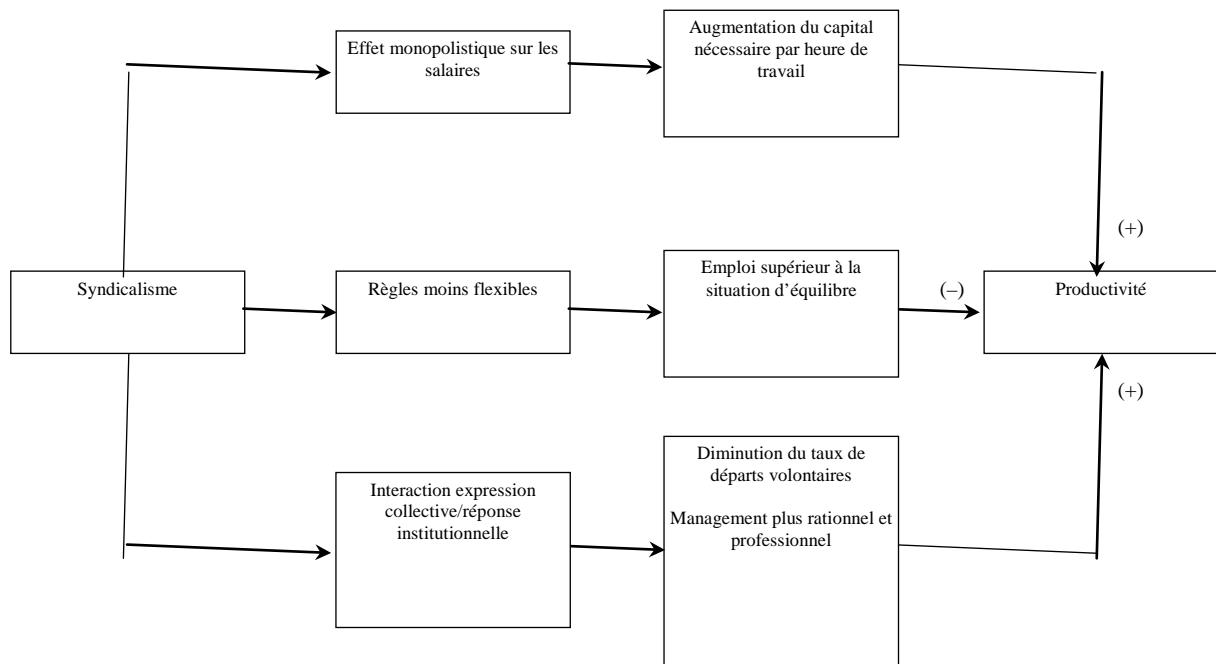 Effet monopolistique sur les
salaires
Augmentation du capital
nécessaire par heure de
travail
(+)
Syndicalisme
Règles moins flexibles
Emploi supérieur à la
situation d’équilibre
(–)
Productivité
(+)
Interaction expression
collective/réponse
institutionnelle
Diminution du taux de
départs volontaires
Management plus rationnel et
professionnel